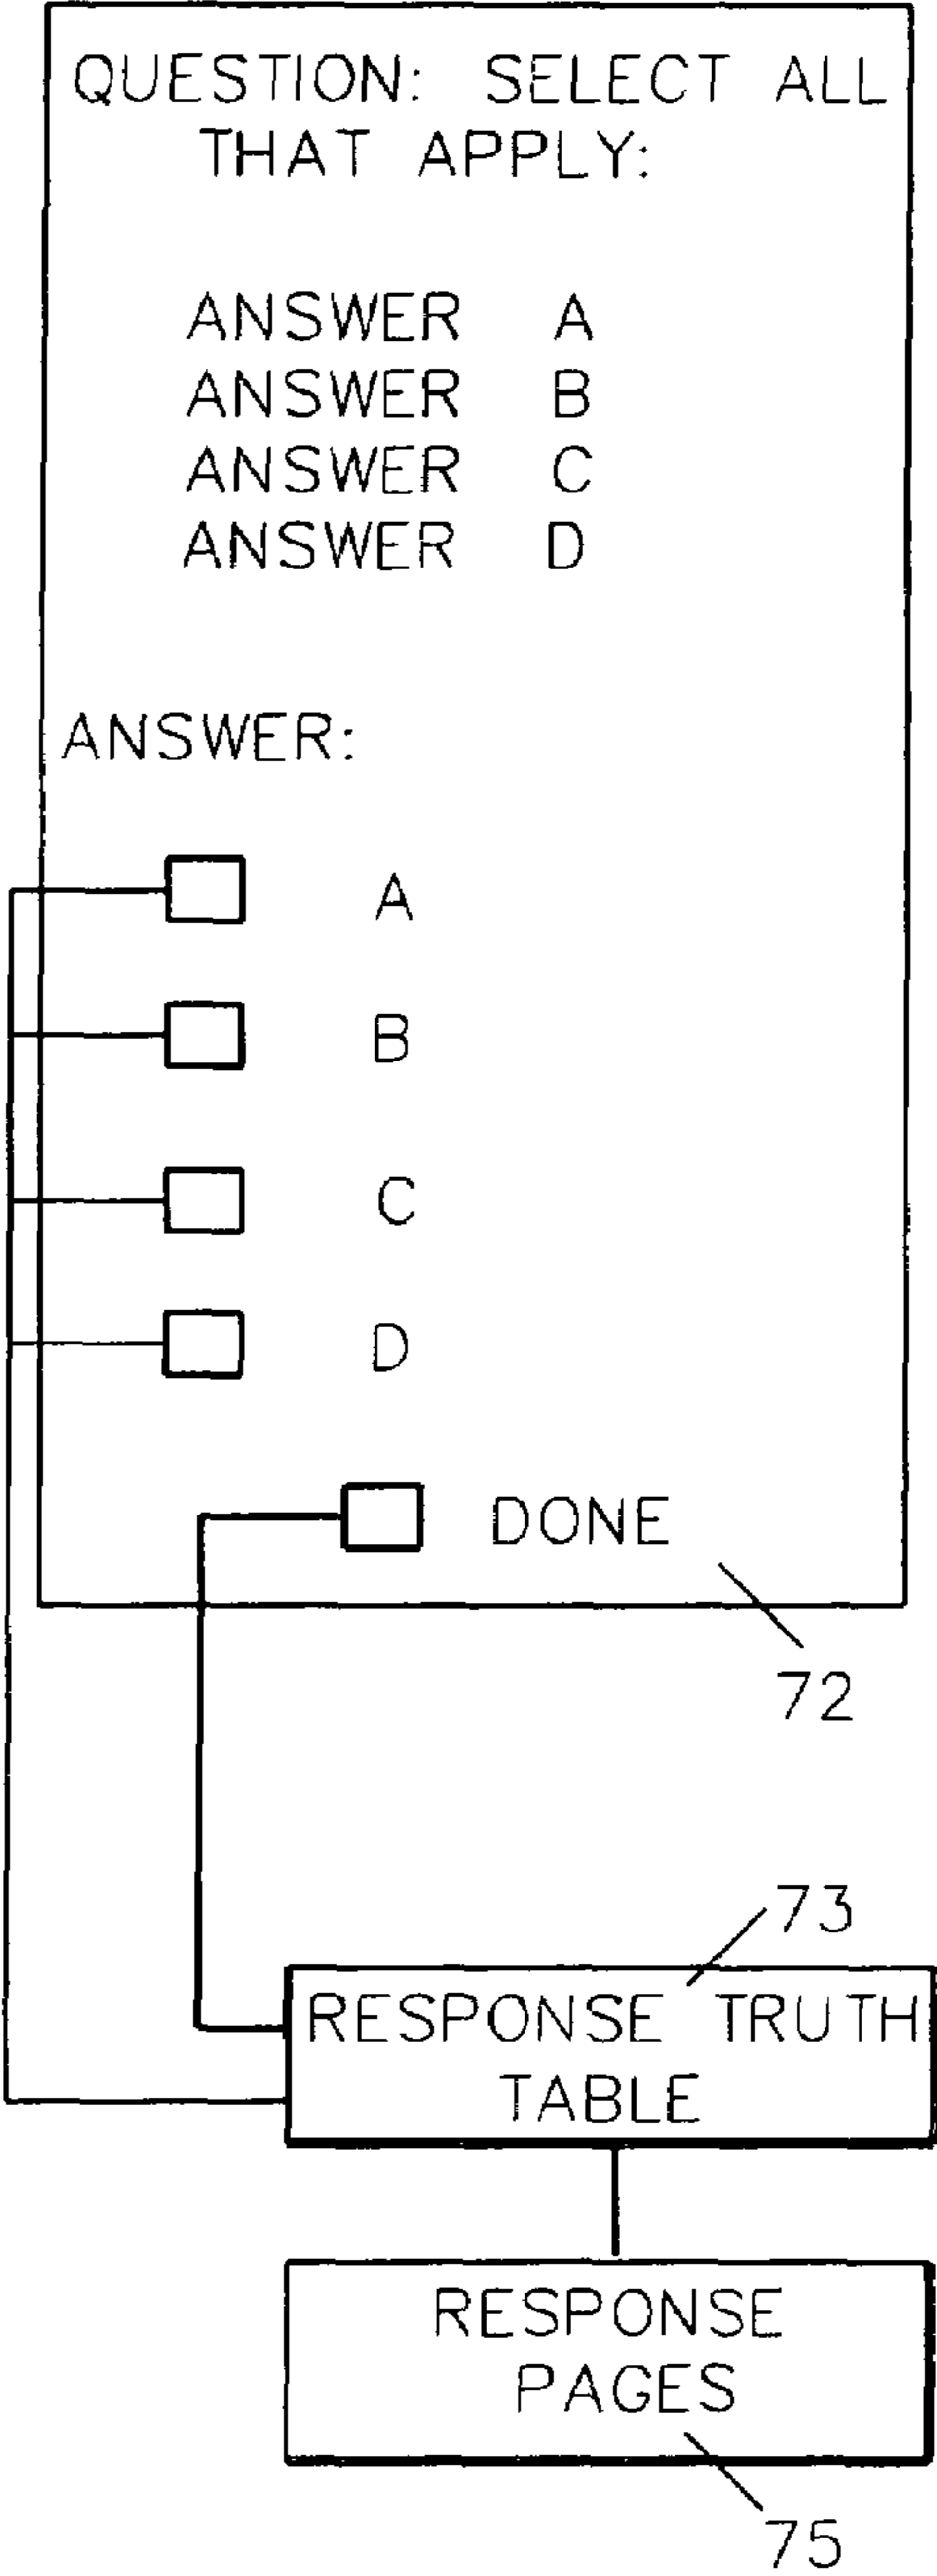 QUESTION: SELECT ALL
THAT APPLY:
ANSWER A
ANSWER B
ANSWER C
ANSWER D
ANSWER:
A
B
C
D
DONE
72
73
RESPONSE TRUTH
TABLE
RESPONSE
PAGES
75